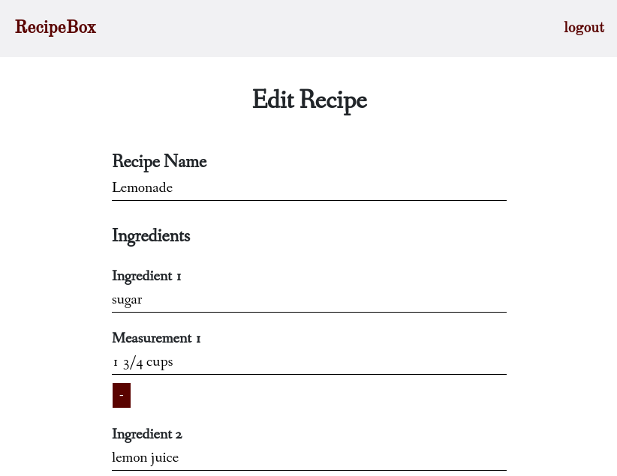 RecipeBox
logout
Edit Recipe
Recipe Name
Lemonade
Ingredients
Ingredient 1
sugar
Measurement 1
1 3/4 cups
-
Ingredient 2
lemon juice